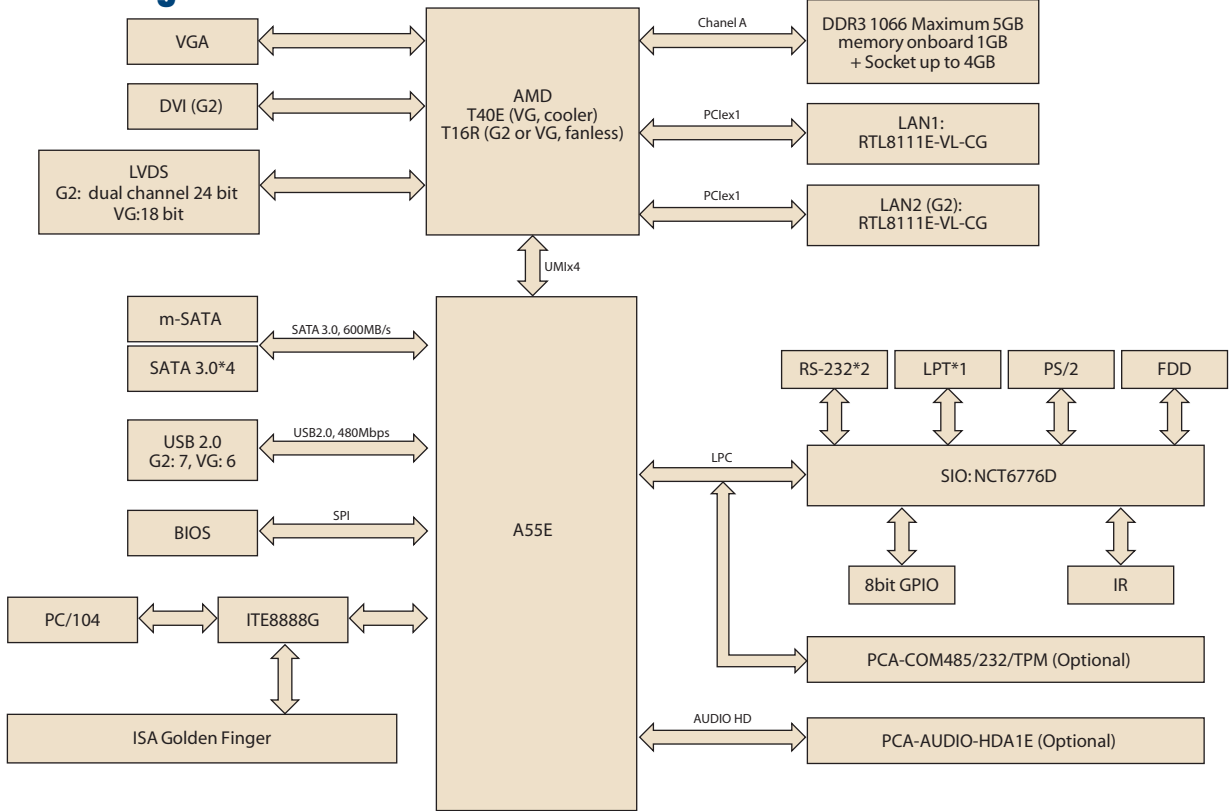 VGA
DVI (G2)
LVDS
G2: dual channel 24 bit
VG:18 bit
AMD
T40E (VG, cooler)
T16R (G2 or VG, fanless)
Chanel A
DDR3 1066 Maximum 5GB
memory onboard 1GB
+ Socket up to 4GB
PCIex1
LAN1:
RTL8111E-VL-CG
PCIex1
LAN2 (G2):
RTL8111E-VL-CG
UMIx4
m-SATA
SATA 3.0*4
SATA 3.0, 600MB/s
USB 2.0
G2: 7, VG: 6
USB2.0, 480Mbps
BIOS
SPI
A55E
PC/104
ITE8888G
ISA Golden Finger
RS-232*2
LPT*1
PS/2
FDD
LPC
SIO: NCT6776D
8bit GPIO
IR
PCA-COM485/232/TPM (Optional)
AUDIO HD
PCA-AUDIO-HDA1E (Optional)